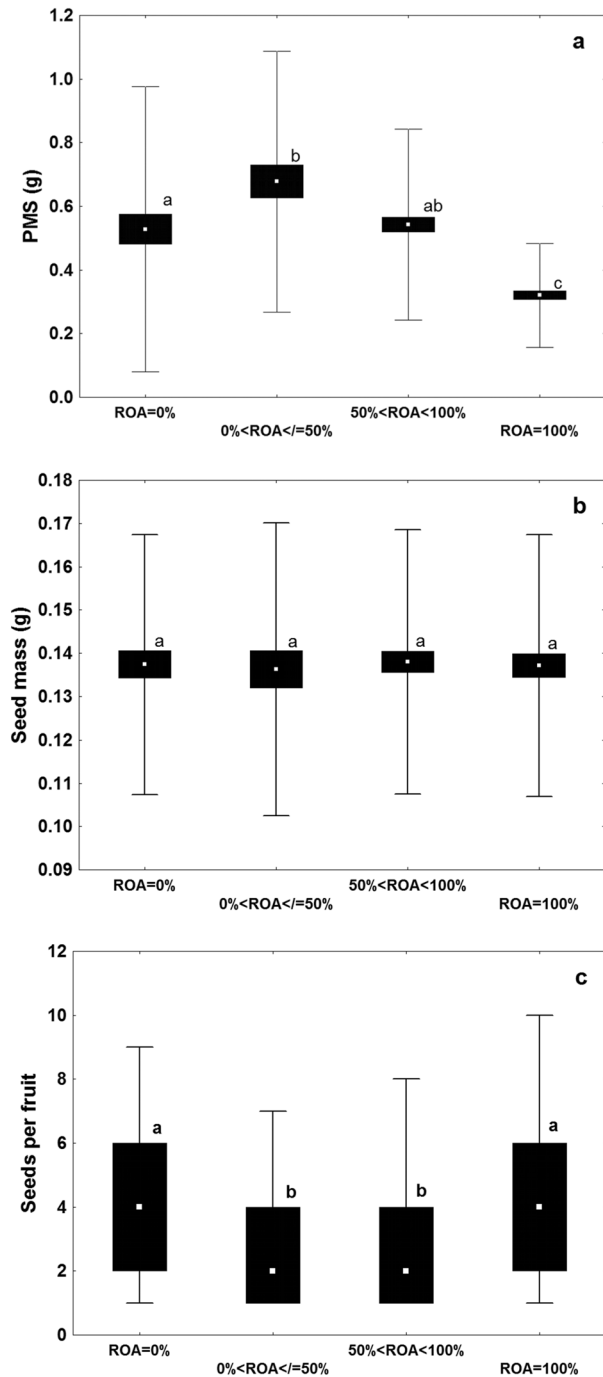 1.2
a
1.0
0.8
b
PMS (g)
a
ab
0.6
0.4
c
0.2
0.0
ROA=0%
50%<ROA<100%
0%<ROA</=50%
ROA=100%
0.18
b
0.17
0.16
Seed mass (g)
0.15
a
a
a
a
0.14
0.13
0.12
0.11
0.10
0.09
ROA=0%
50%<ROA<100%
0%<ROA</=50%
ROA=100%
12
c
10
8
Seeds per fruit
a
a
6
b
b
4
2
0
ROA=0%
50%<ROA<100%
0%<ROA</=50%
ROA=100%